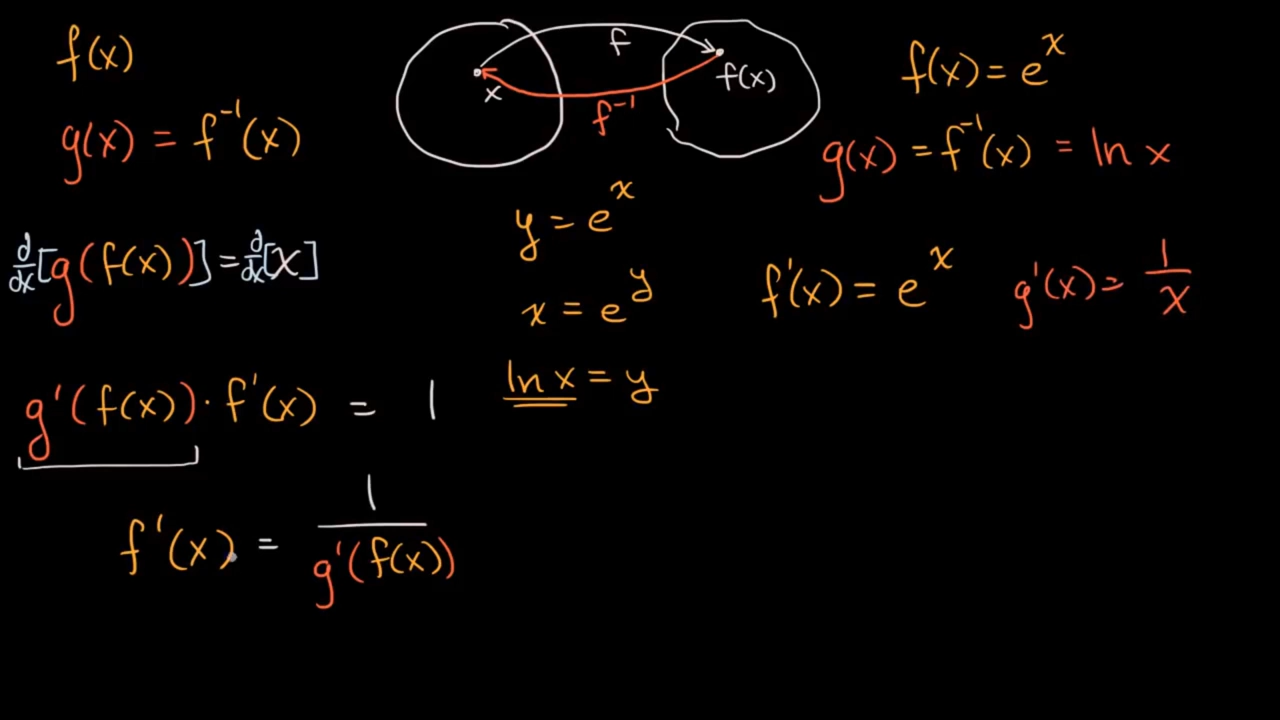 f(x)
g(x) = f⁻¹(x)
d/dx [g(f(x))] = d/dx [x]
g'(f(x)) · f'(x) = 1
f'(x) = 1/g'(f(x))
f
x
f(x)
f⁻¹
y = eˣ
x = eʸ
ln x = y
f(x) = eˣ
g(x) = f⁻¹(x) = ln x
f'(x) = eˣ
g'(x) = 1/x